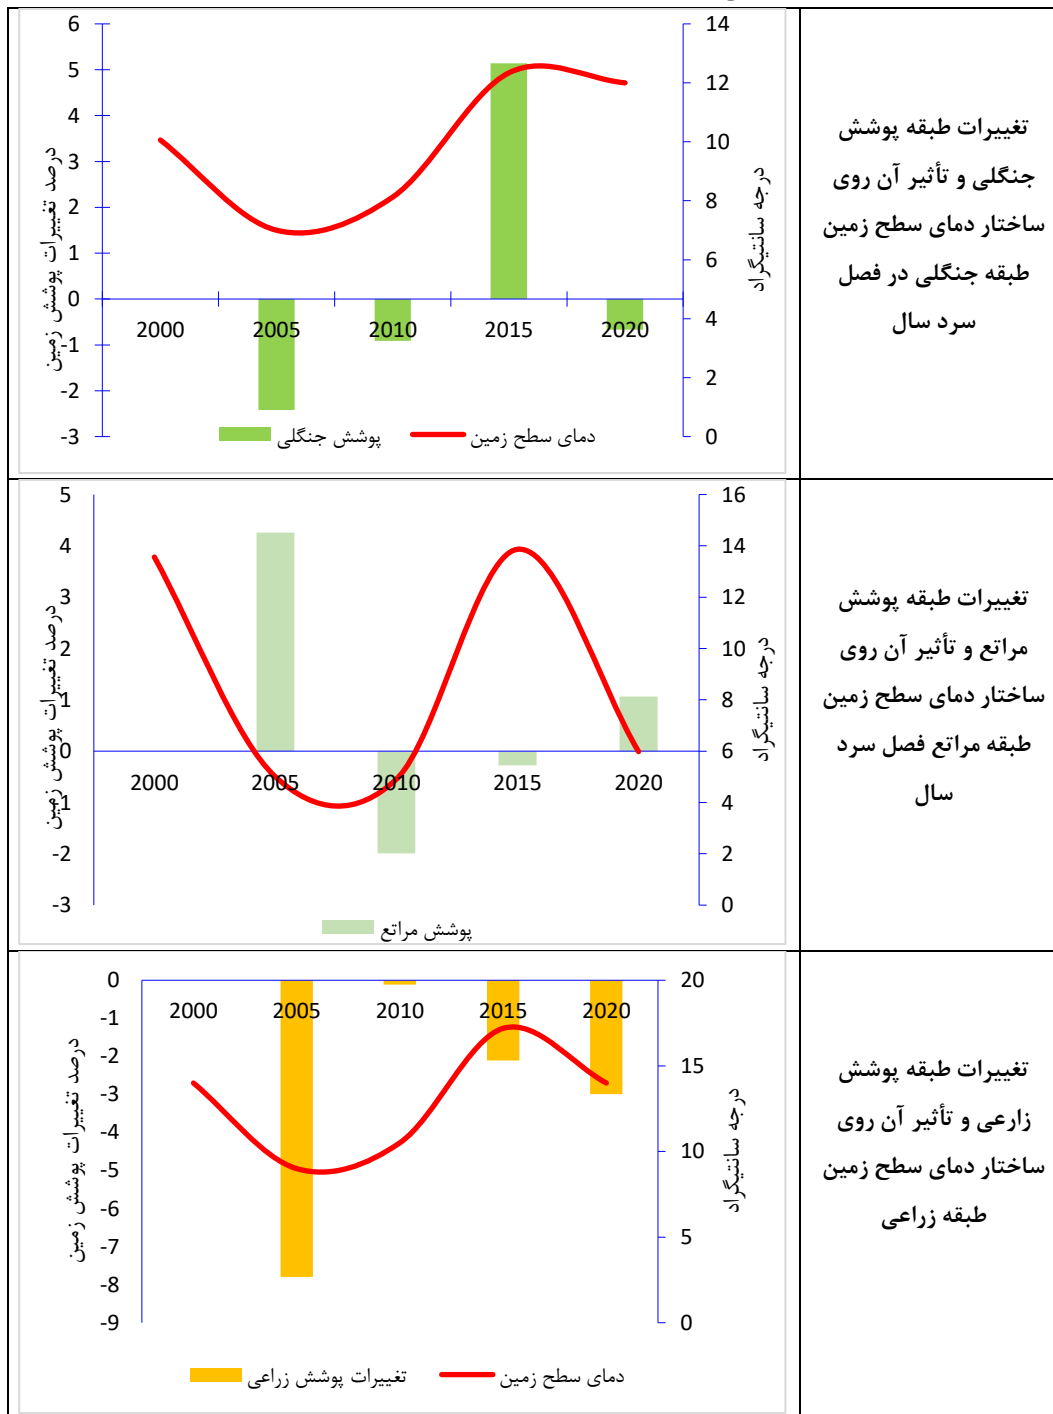 6
5
4
3
2
1
0
-1
-2
-3
درصد تغییرات پوشش زمین
2000
2005
2010
2015
2020
14
12
10
8
6
4
2
0
درجه سانتیگراد
پوشش جنگلی
دمای سطح زمین
تغییرات طبقه پوشش
جنگلی و تأثیر آن روی
ساختار دمای سطح زمین
طبقه جنگلی در فصل
سرد سال
5
4
3
2
1
0
-1
-2
-3
درصد تغییرات پوشش زمین
2000
2005
2010
2015
2020
16
14
12
10
8
6
4
2
0
درجه سانتیگراد
پوشش مراتع
تغییرات طبقه پوشش
مراتع و تأثیر آن روی
ساختار دمای سطح زمین
طبقه مراتع فصل سرد
سال
0
-1
-2
-3
-4
-5
-6
-7
-8
-9
درصد تغییرات پوشش زمین
2000
2005
2010
2015
2020
20
15
10
5
0
درجه سانتیگراد
تغییرات پوشش زراعی
دمای سطح زمین
تغییرات طبقه پوشش
زارعی و تأثیر آن روی
ساختار دمای سطح زمین
طبقه زراعی